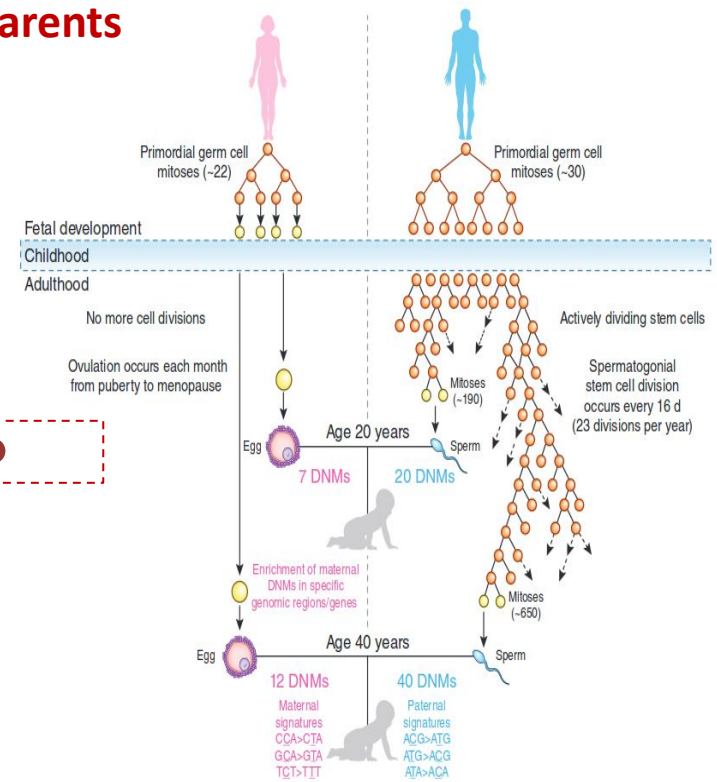 arents
Primordial germ cell
mitoses (~22)
Primordial germ cell
mitoses (~30)
Fetal development
Childhood
Adulthood
No more cell divisions
Ovulation occurs each month
from puberty to menopause
Actively dividing stem cells
Spermatogonial
stem cell division
occurs every 16 d
(23 divisions per year)
Mitoses
(~190)
Egg
Age 20 years
Sperm
7 DNMs
20 DNMs
Enrichment of maternal
DNMs in specific
genomic regions/genes
Mitoses
(~650)
Egg
Age 40 years
Sperm
12 DNMs
40 DNMs
Maternal
signatures
CCA>CTA
GCA>GTA
TCT>TTT
Paternal
signatures
ACG>ATG
ATG>ACG
ATA>ACA